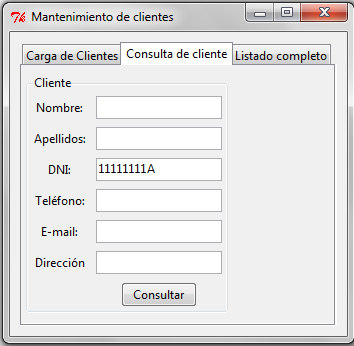 Mantenimiento de clientes
Carga de Clientes Consulta de cliente Listado completo
Cliente
Nombre:
Apellidos:
DNI: 11111111A
Teléfono:
E-mail:
Dirección
Consultar